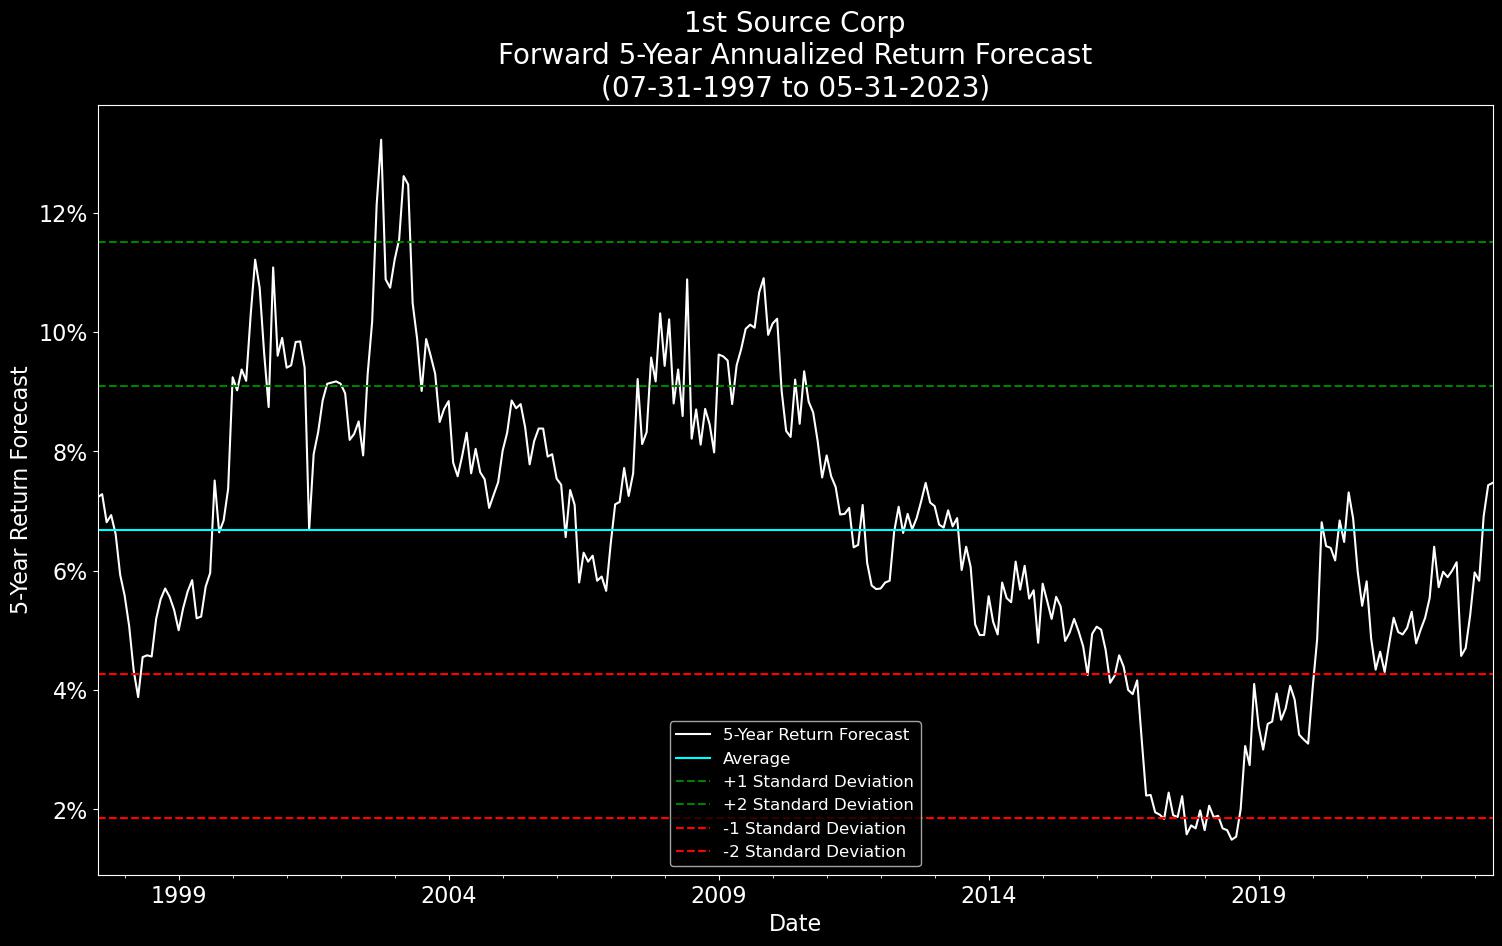 1st Source Corp
Forward 5-Year Annualized Return Forecast
(07-31-1997 to 05-31-2023)
5-Year Return Forecast
12%
10%
8%
6%
4%
2%
5-Year Return Forecast
Average
+1 Standard Deviation
+2 Standard Deviation
-1 Standard Deviation
-2 Standard Deviation
1999
2004
2009
2014
2019
Date